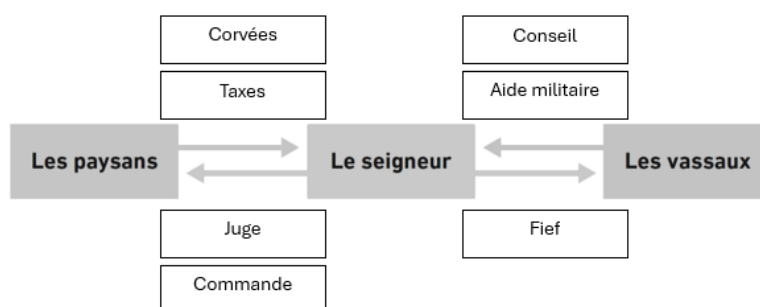 Corvées
Conseil
Taxes
Aide militaire
Les paysans
Le seigneur
Les vassaux
Juge
Fief
Commande